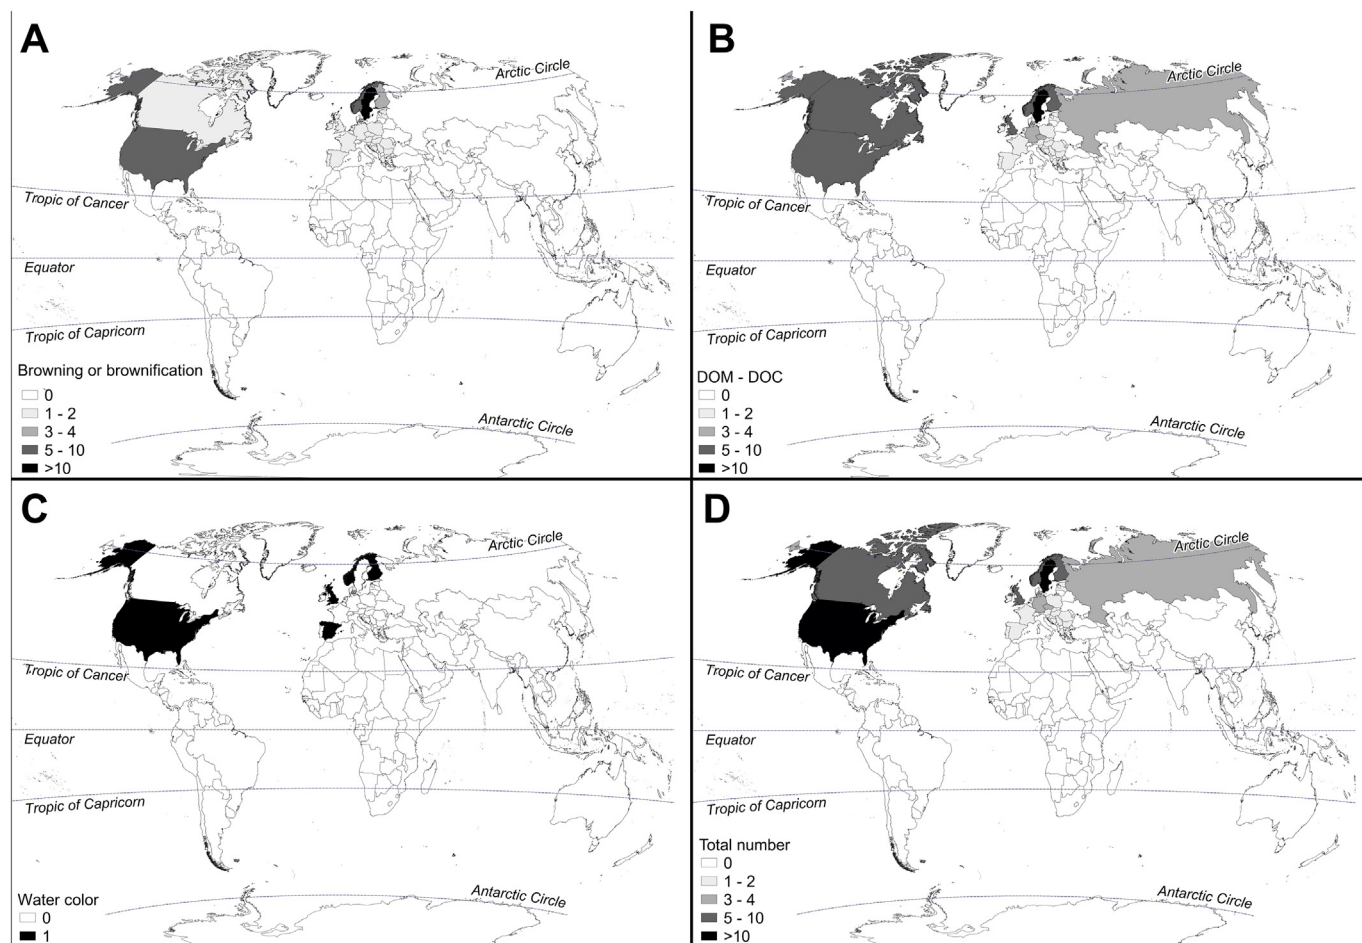 A
Arctic Circle
Tropic of Cancer
Equator
Tropic of Capricorn
Browning or brownification
0
1 - 2
3 - 4
5 - 10
>10
Antarctic Circle
B
Arctic Circle
Tropic of Cancer
Equator
Tropic of Capricorn
DOM - DOC
0
1 - 2
3 - 4
5 - 10
>10
Antarctic Circle
C
Arctic Circle
Tropic of Cancer
Equator
Tropic of Capricorn
Water color
0
1
Antarctic Circle
D
Arctic Circle
Tropic of Cancer
Equator
Tropic of Capricorn
Total number
0
1 - 2
3 - 4
5 - 10
>10
Antarctic Circle